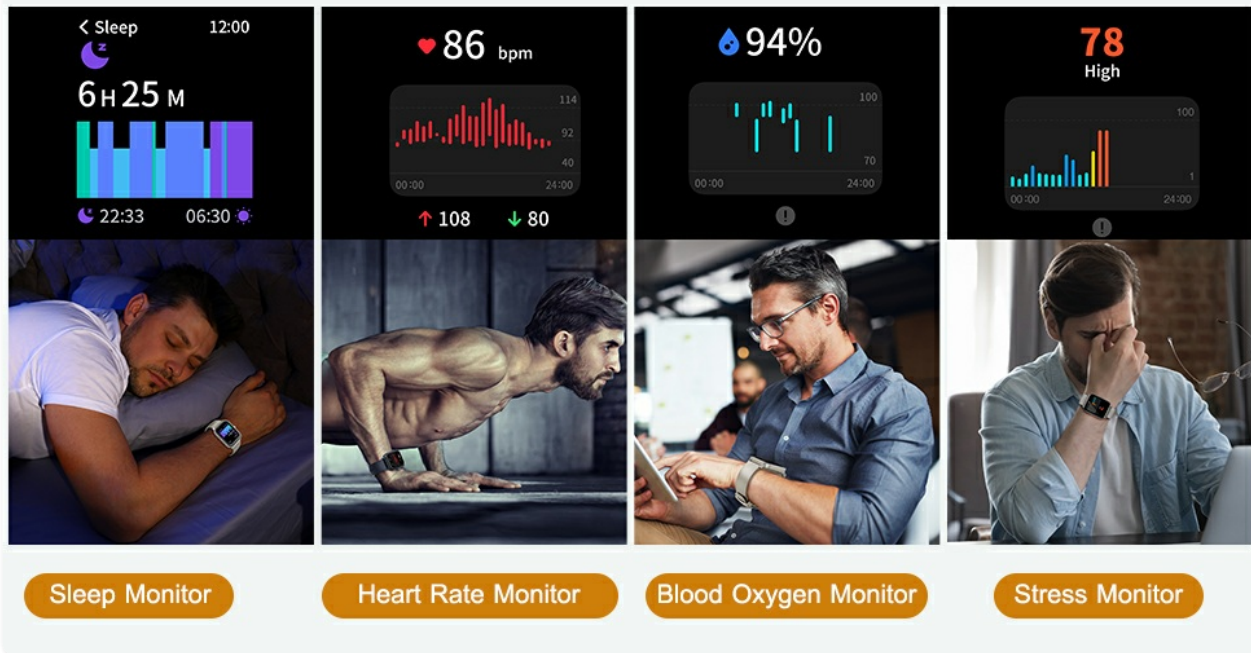 < Sleep 12:00
z
6 H 25 M
22:33 06:30
86 bpm
114
92
40
00:00 24:00
↑ 108 ↓ 80
94%
100
70
00:00 24:00
!
78
High
100
1
00:00 24:00
!
Sleep Monitor
Heart Rate Monitor
Blood Oxygen Monitor
Stress Monitor